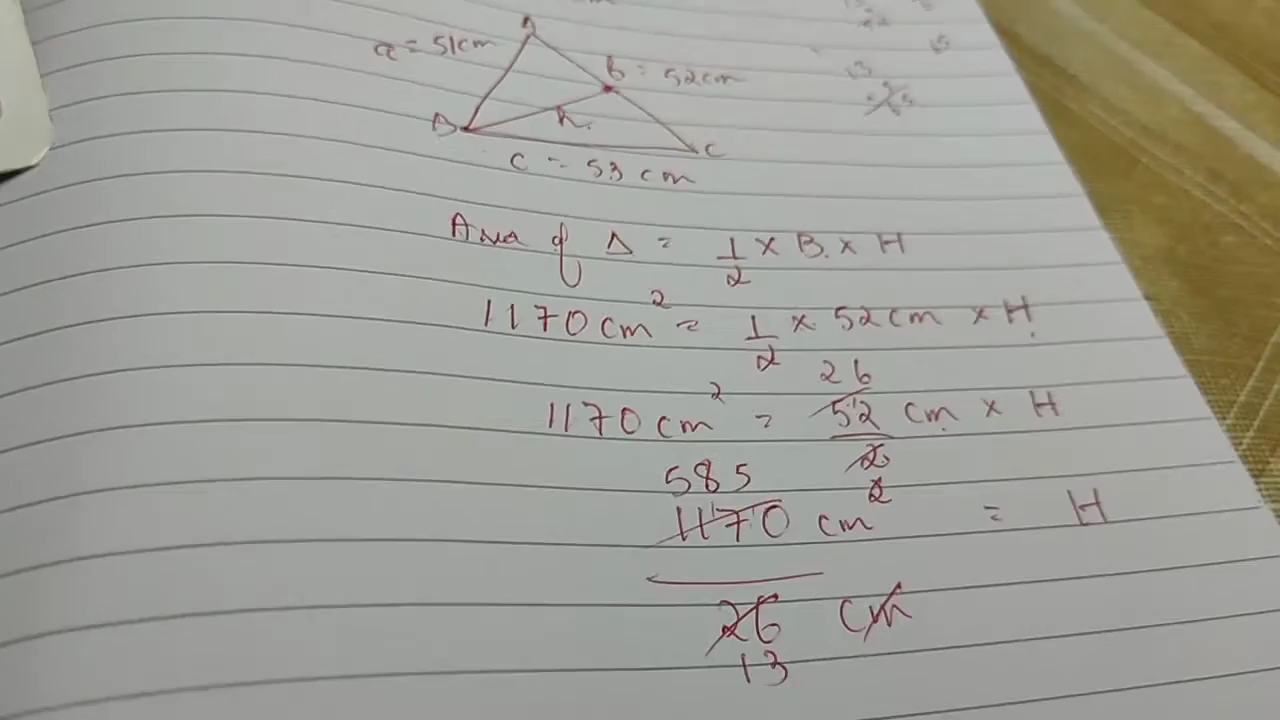 A
a = 51cm
b = 52cm
B
h.
C
c = 53 cm
Area of Δ = 1/2 × B × H
1170 cm² = 1/2 × 52 cm × H
26
1170 cm² = 52/2 cm × H
585
1170 cm² = H
26 cm
13